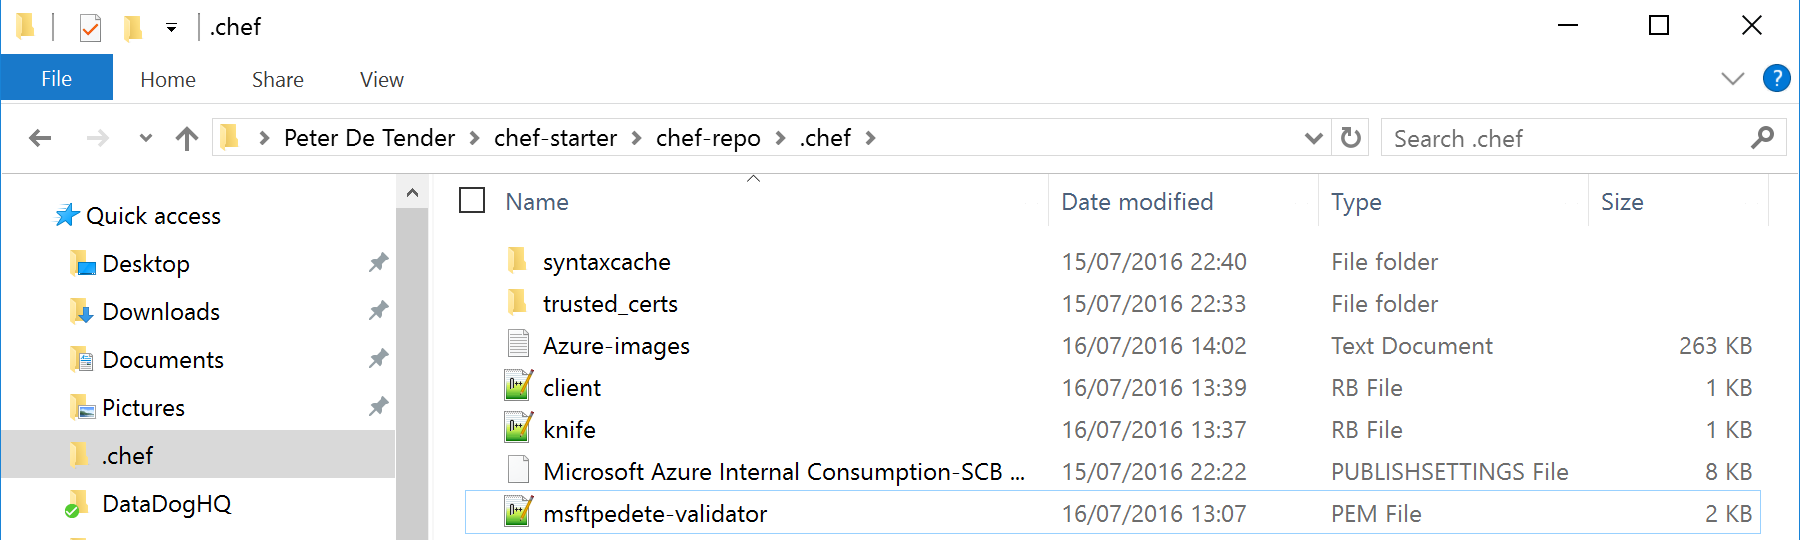 .chef
File Home Share View
?
Peter De Tender chef-starter chef-repo .chef Search .chef
Name Date modified Type Size
Quick access
Desktop
Downloads
Documents
Pictures
.chef
DataDogHQ
syntaxcache 15/07/2016 22:40 File folder
trusted_certs 15/07/2016 22:33 File folder
Azure-images 16/07/2016 14:02 Text Document 263 KB
client 16/07/2016 13:39 RB File 1 KB
knife 16/07/2016 13:37 RB File 1 KB
Microsoft Azure Internal Consumption-SCB ... 15/07/2016 22:22 PUBLISHSETTINGS File 8 KB
msftpedete-validator 16/07/2016 13:07 PEM File 2 KB